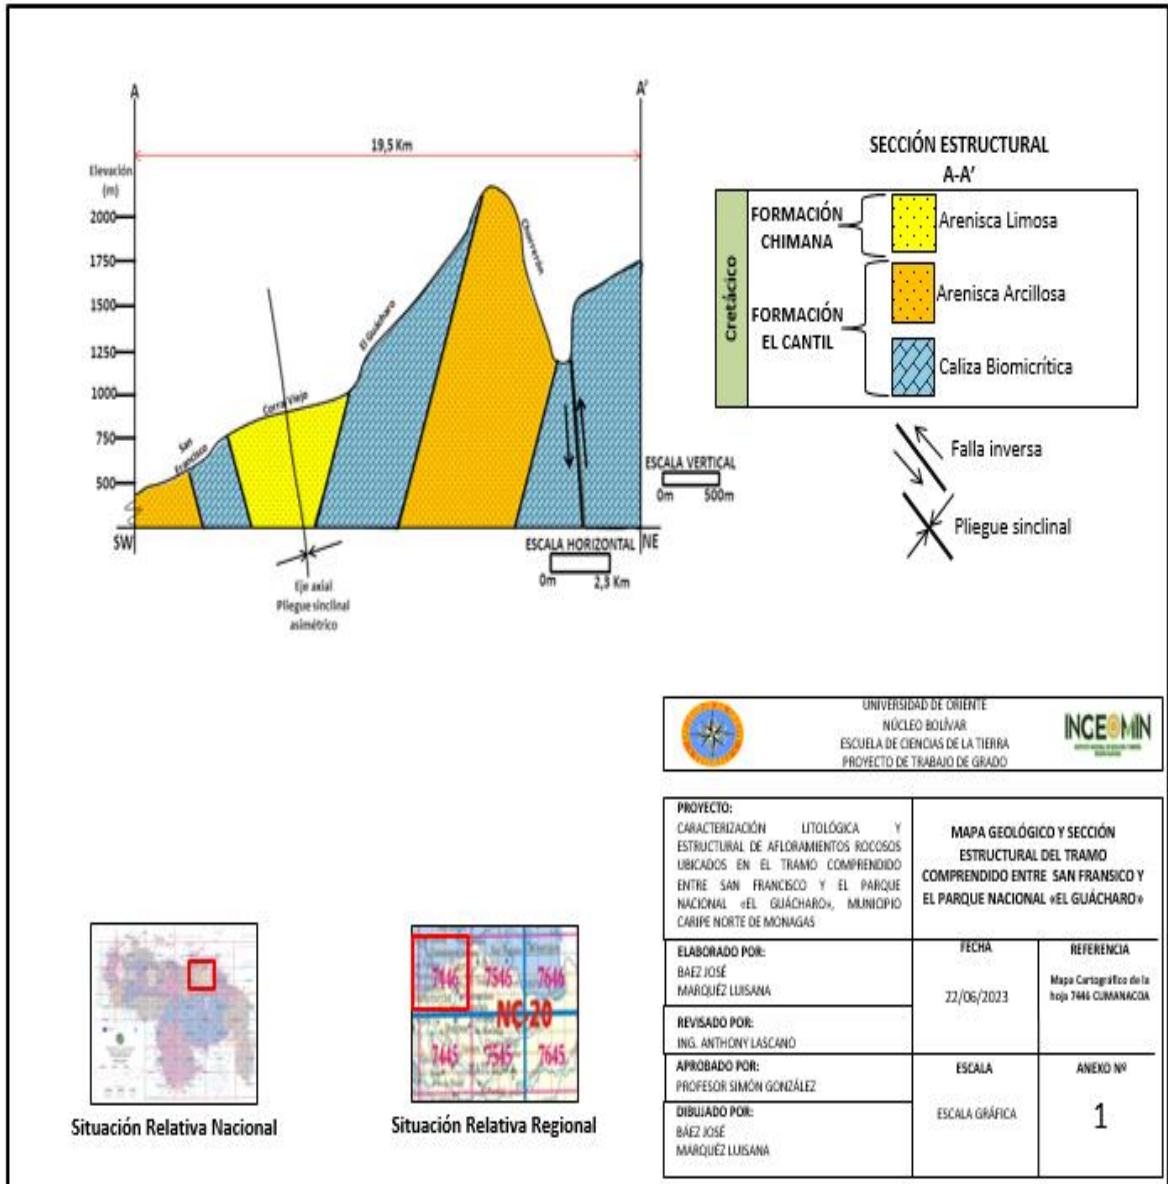 A
A'
19,5 Km
Elevación
(m)
2000
1750
1500
1250
1000
750
500
San
Francisco
Corra Viejo
El Guácharo
Chorrerón
SW
NE
ESCALA VERTICAL
0m 500m
ESCALA HORIZONTAL
0m 2,3 Km
Eje axial
Pliegue sinclinal
asimétrico
SECCIÓN ESTRUCTURAL
A-A'
Cretácico
FORMACIÓN
CHIMANA
Arenisca Limosa
FORMACIÓN
EL CANTIL
Arenisca Arcillosa
Caliza Biomicrítica
Falla inversa
Pliegue sinclinal
UNIVERSIDAD DE ORIENTE
NÚCLEO BOLÍVAR
ESCUELA DE CIENCIAS DE LA TIERRA
PROYECTO DE TRABAJO DE GRADO
INGEOMIN
PROYECTO:
CARACTERIZACIÓN LITOLÓGICA Y
ESTRUCTURAL DE AFLORAMIENTOS ROCOSOS
UBICADOS EN EL TRAMO COMPRENDIDO
ENTRE SAN FRANCISCO Y EL PARQUE
NACIONAL «EL GUÁCHARO», MUNICIPIO
CARIPE NORTE DE MONAGAS
MAPA GEOLÓGICO Y SECCIÓN
ESTRUCTURAL DEL TRAMO
COMPRENDIDO ENTRE SAN FRANSICO Y
EL PARQUE NACIONAL «EL GUÁCHARO»
ELABORADO POR:
BAEZ JOSÉ
MARQUÉZ LUISANA
FECHA
22/06/2023
REFERENCIA
Mapa Cartográfico de la
hoja 7446 CUMANACOA
REVISADO POR:
ING. ANTHONY LASCANO
APROBADO POR:
PROFESOR SIMÓN GONZÁLEZ
ESCALA
ESCALA GRÁFICA
ANEXO Nº
1
DIBUJADO POR:
BÁEZ JOSÉ
MARQUÉZ LUISANA
7446 7546 7646
NC-20
7445 7545 7645
Situación Relativa Nacional
Situación Relativa Regional